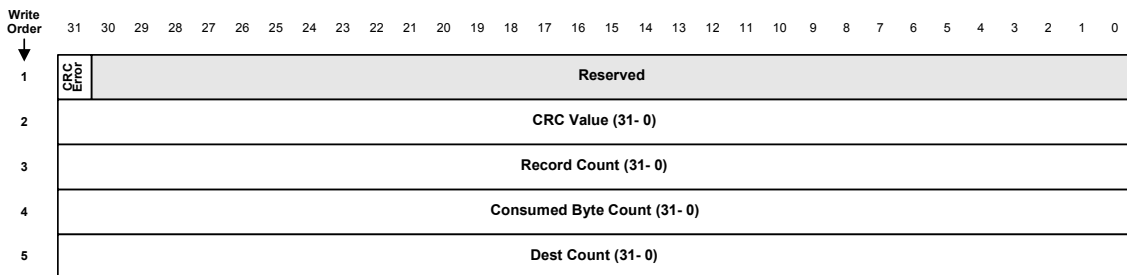 Write
Order
31 30 29 28 27 26 25 24 23 22 21 20 19 18 17 16 15 14 13 12 11 10 9 8 7 6 5 4 3 2 1 0
1 CRC Error Reserved
2 CRC Value (31- 0)
3 Record Count (31- 0)
4 Consumed Byte Count (31- 0)
5 Dest Count (31- 0)